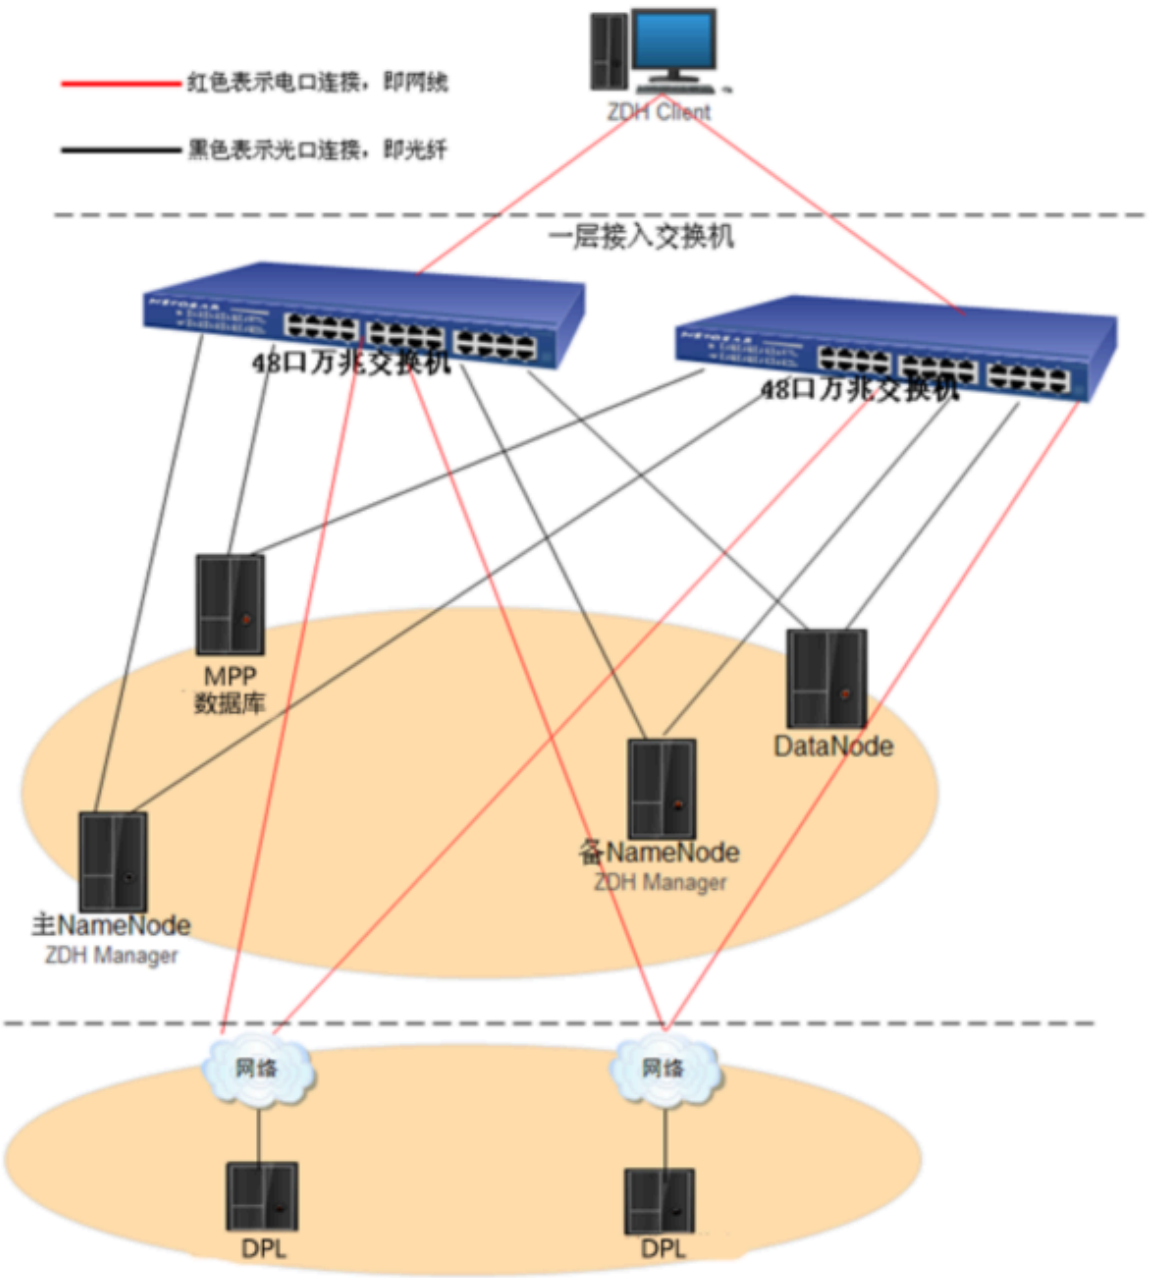 ZDH Client
红色表示电口连接，即网线
黑色表示光口连接，即光纤
一层接入交换机
NETGEAR
48口万兆交换机
NETGEAR
48口万兆交换机
MPP
数据库
DataNode
备NameNode
ZDH Manager
主NameNode
ZDH Manager
网络
网络
DPL
DPL